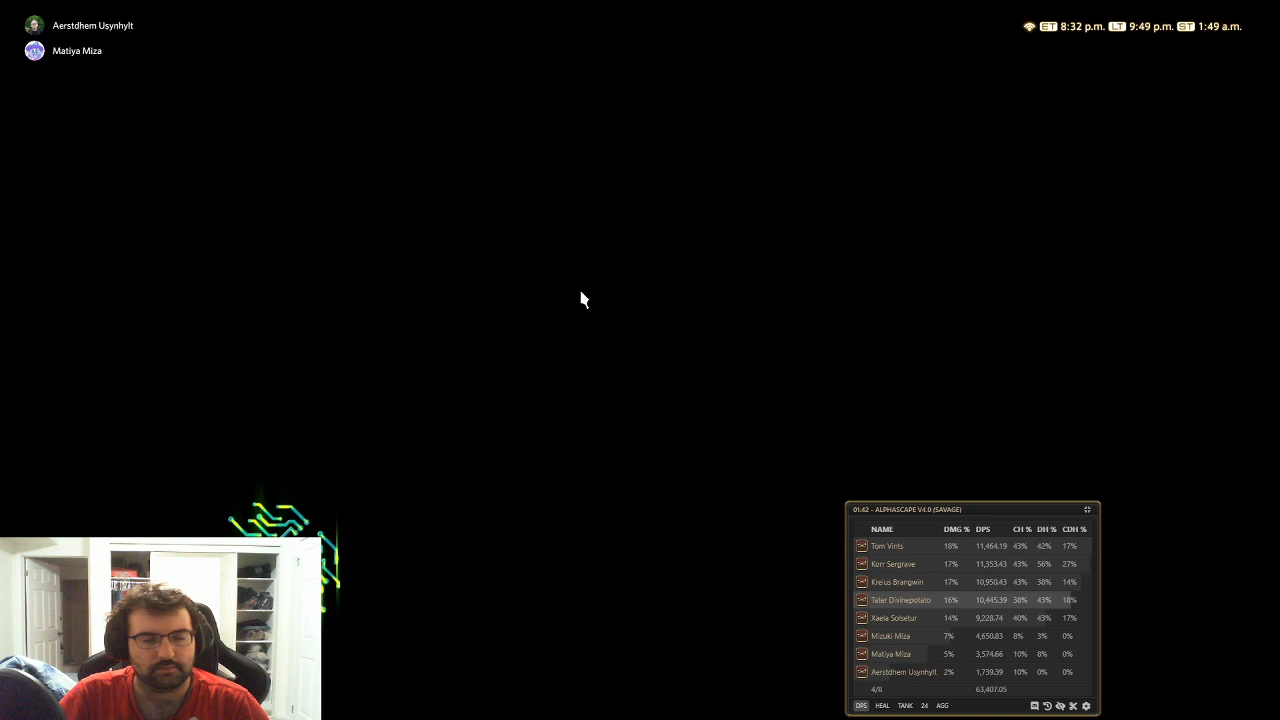 Aerstdhem Usynhylt
Matiya Miza
ET 8:32 p.m. LT 9:49 p.m. ST 1:49 a.m.
01:42 - ALPHASCAPE V4.0 (SAVAGE)
NAME DMG % DPS CH % DH % CDH %
Tom Vints 18% 11,464.19 43% 42% 17%
Korr Sergrave 17% 11,353.43 43% 56% 27%
Kreius Brangwin 17% 10,950.43 43% 38% 14%
Tater Divinepotato 16% 10,445.39 38% 43% 18%
Xaela Solsetur 14% 9,228.74 40% 43% 17%
Mizuki Miza 7% 4,650.83 8% 3% 0%
Matiya Miza 5% 3,574.66 10% 8% 0%
Aerstdhem Usynhylt 2% 1,739.39 10% 0% 0%
4/8 63,407.05
DPS HEAL TANK 24 AGG